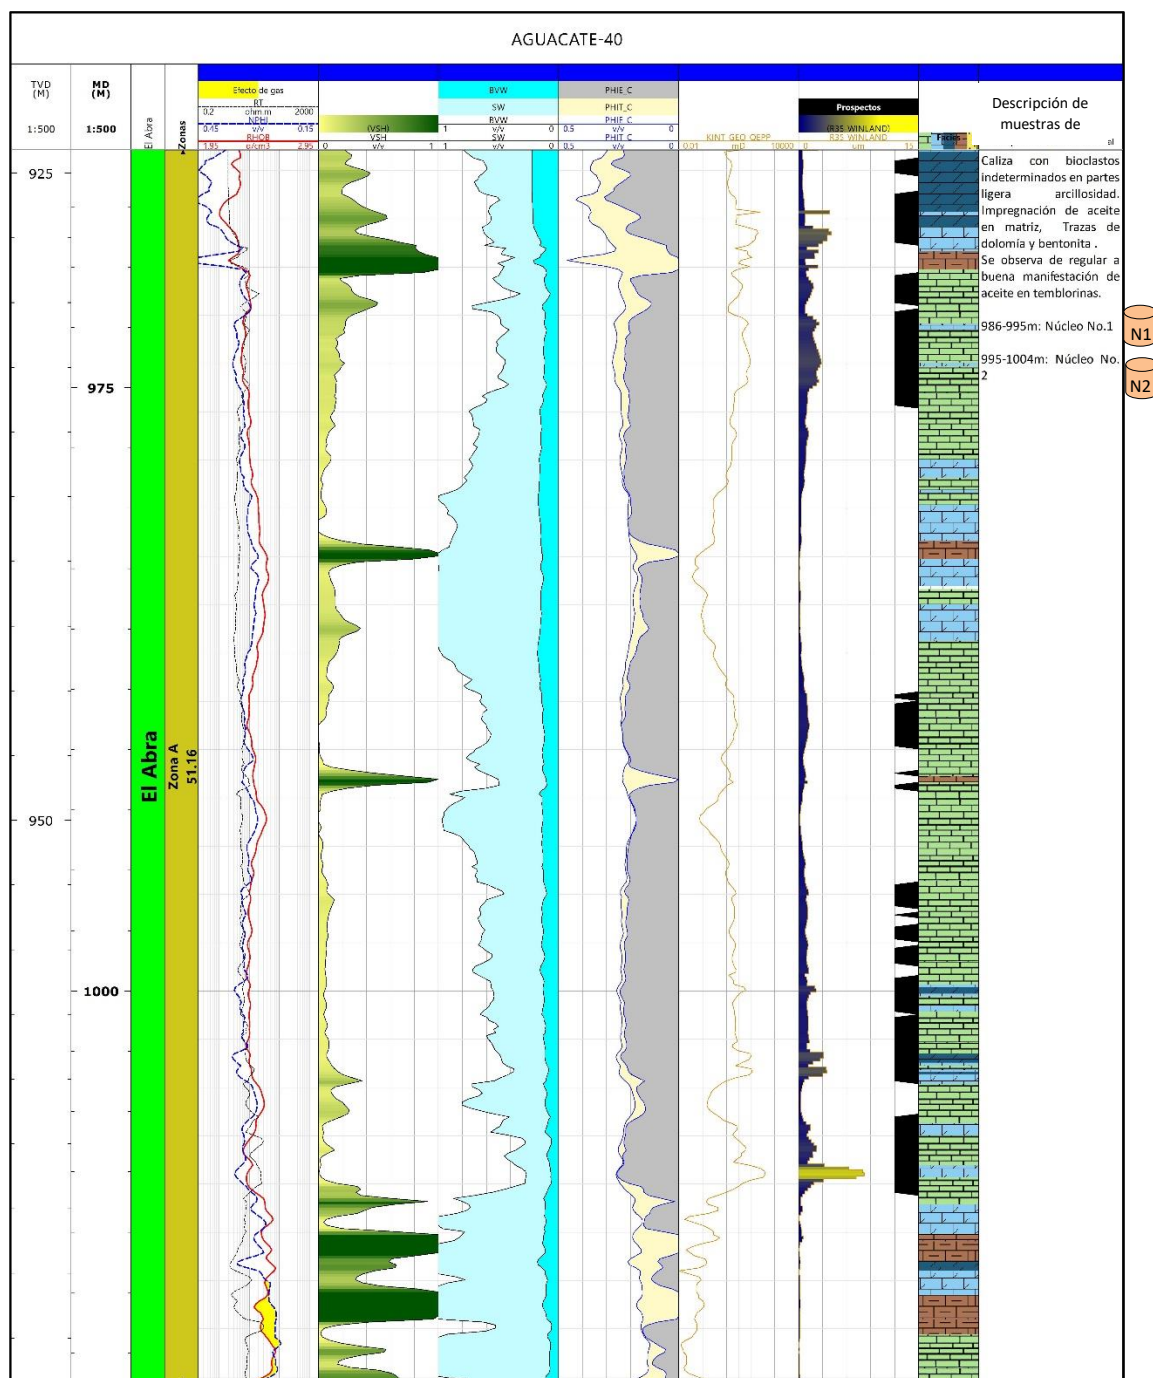 AGUACATE-40
TVD
(M)
1:500
MD
(M)
1:500
El Abra
Zonas
Efecto de gas
RT
0.2 ohm.m 2000
NPHI
0.45 v/v 0.15
RHOB
1.95 g/cm3 2.95
(VSH)
VSH
0 v/v 1
BVW
SW
BVW
1 v/v 0
SW
1 v/v 0
PHIE_C
PHIT_C
PHIE_C
0.5 v/v 0
PHIT_C
0.5 v/v 0
KINT_GEO_QEPP
0.01 mD 10000
Prospectos
(R35_WINLAND)
R35_WINLAND
0 um 15
Facies
Descripción de
muestras de
al
925
975
950
1000
El Abra
Zona A
51.16
Caliza con bioclastos
indeterminados en partes
ligera arcillosidad.
Impregnación de aceite
en matriz, Trazas de
dolomía y bentonita .
Se observa de regular a
buena manifestación de
aceite en temblorinas.
986-995m: Núcleo No.1
995-1004m: Núcleo No.
2
N1
N2